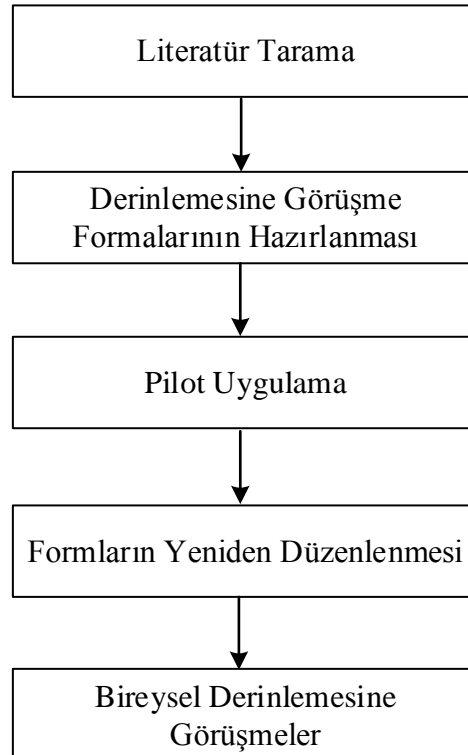 Literatür Tarama
Derinlemesine Görüşme
Formalarının Hazırlanması
Pilot Uygulama
Formların Yeniden Düzenlenmesi
Bireysel Derinlemesine
Görüşmeler